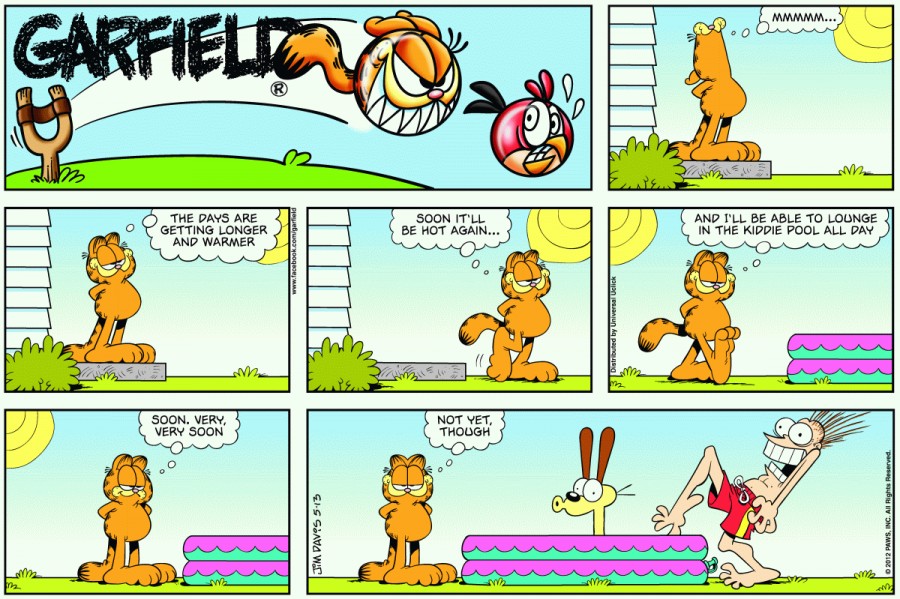 GARFIELD
®
MMMMM...
THE DAYS ARE
GETTING LONGER
AND WARMER
www.facebook.com/garfield
SOON IT'LL
BE HOT AGAIN...
Distributed by Universal Uclick
AND I'LL BE ABLE TO LOUNGE
IN THE KIDDIE POOL ALL DAY
SOON. VERY,
VERY SOON
JIM DAVIS 5·13
NOT YET,
THOUGH
© 2012 PAWS, INC. All Rights Reserved.